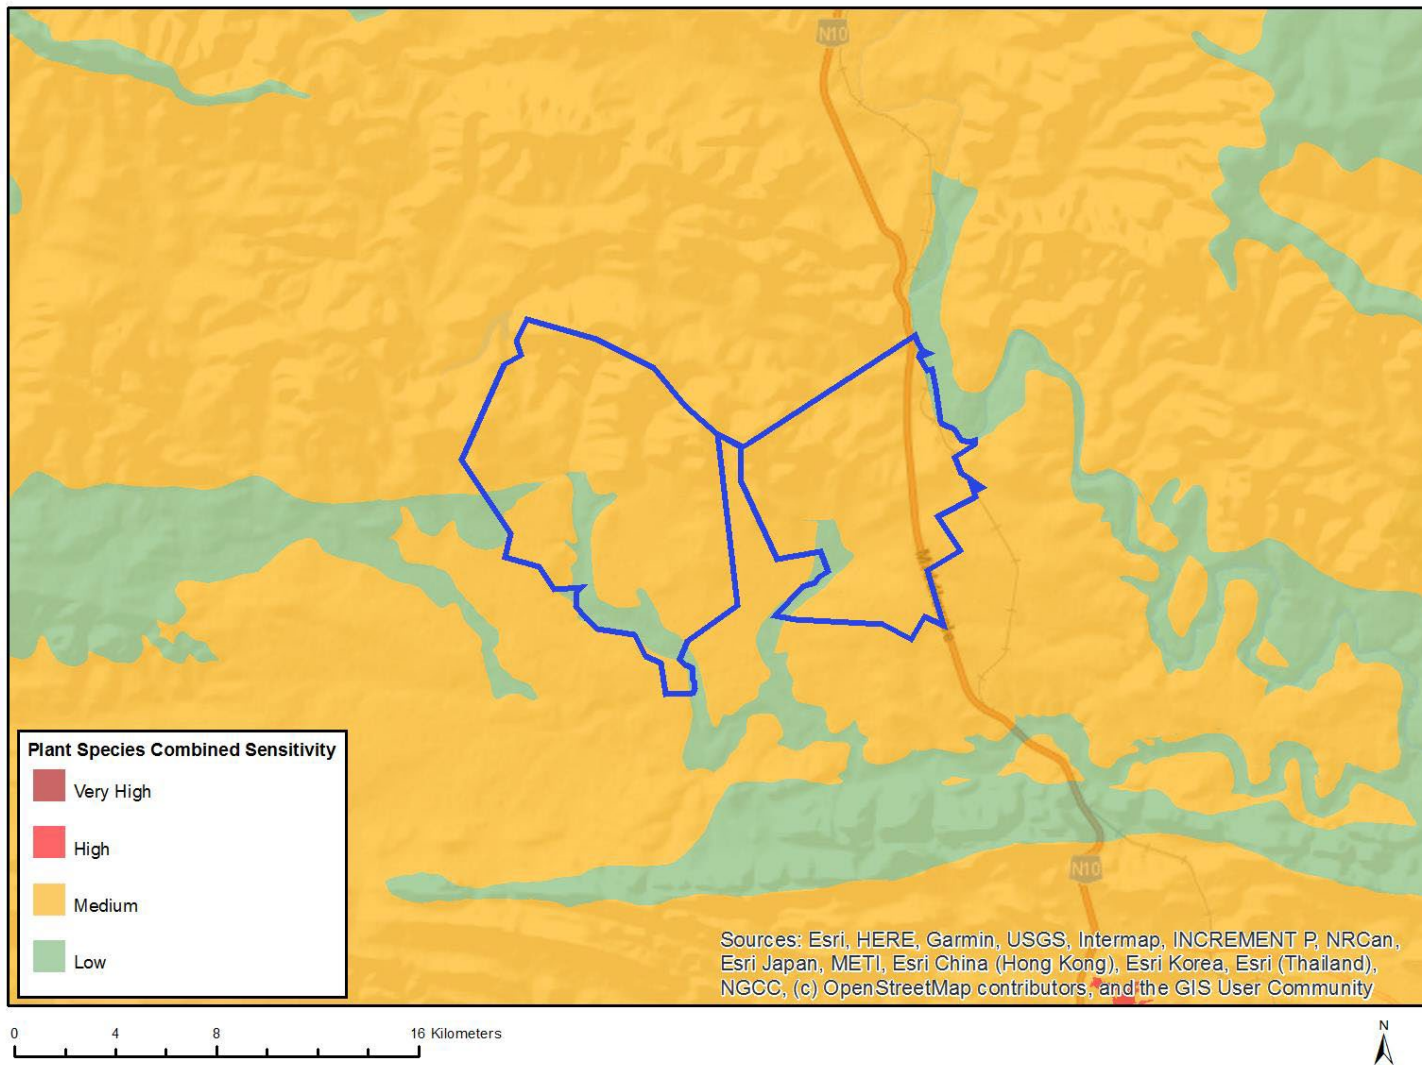 N10
N10
Plant Species Combined Sensitivity
Very High
High
Medium
Low
Sources: Esri, HERE, Garmin, USGS, Intermap, INCREMENT P, NRCan,
Esri Japan, METI, Esri China (Hong Kong), Esri Korea, Esri (Thailand),
NGCC, (c) OpenStreetMap contributors, and the GIS User Community
0 4 8 16 Kilometers
N